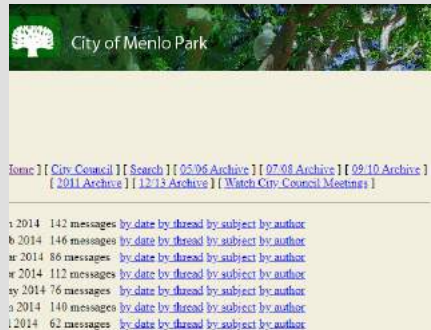 City of Menlo Park
ome ] [ City Council ] [ Search ] [ 05/06 Archive ] [ 07/08 Archive ] [ 09/10 Archive ]
[ 2011 Archive ] [ 12/13 Archive ] [ Watch City Council Meetings ]
n 2014 142 messages by date by thread by subject by author
b 2014 146 messages by date by thread by subject by author
ar 2014 86 messages by date by thread by subject by author
or 2014 112 messages by date by thread by subject by author
ay 2014 76 messages by date by thread by subject by author
2014 140 messages by date by thread by subject by author
l 2014 62 messages by date by thread by subject by author